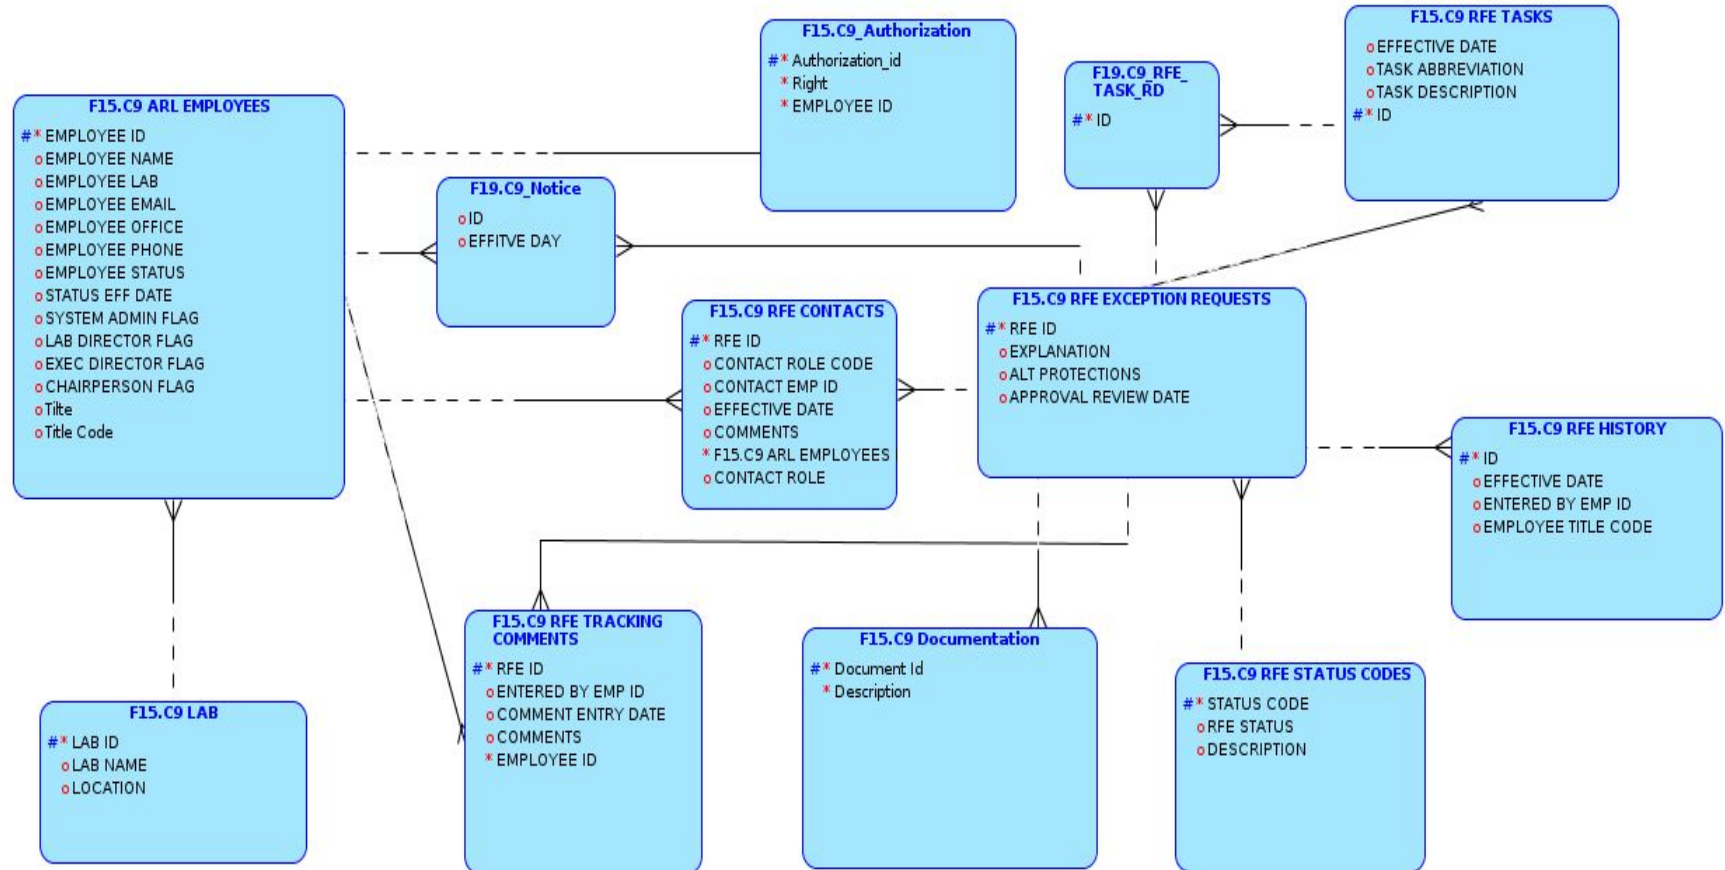 F15.C9 ARL EMPLOYEES
#* EMPLOYEE ID
o EMPLOYEE NAME
o EMPLOYEE LAB
o EMPLOYEE EMAIL
o EMPLOYEE OFFICE
o EMPLOYEE PHONE
o EMPLOYEE STATUS
o STATUS EFF DATE
o SYSTEM ADMIN FLAG
o LAB DIRECTOR FLAG
o EXEC DIRECTOR FLAG
o CHAIRPERSON FLAG
o Tilte
o Title Code
F15.C9_Authorization
#* Authorization_id
* Right
* EMPLOYEE ID
F19.C9_Notice
o ID
o EFFITVE DAY
F19.C9_RFE_
TASK_RD
#* ID
F15.C9 RFE TASKS
o EFFECTIVE DATE
o TASK ABBREVIATION
o TASK DESCRIPTION
#* ID
F15.C9 RFE CONTACTS
#* RFE ID
o CONTACT ROLE CODE
o CONTACT EMP ID
o EFFECTIVE DATE
o COMMENTS
* F15.C9 ARL EMPLOYEES
o CONTACT ROLE
F15.C9 RFE EXCEPTION REQUESTS
#* RFE ID
o EXPLANATION
o ALT PROTECTIONS
o APPROVAL REVIEW DATE
F15.C9 RFE HISTORY
#* ID
o EFFECTIVE DATE
o ENTERED BY EMP ID
o EMPLOYEE TITLE CODE
F15.C9 LAB
#* LAB ID
o LAB NAME
o LOCATION
F15.C9 RFE TRACKING
COMMENTS
#* RFE ID
o ENTERED BY EMP ID
o COMMENT ENTRY DATE
o COMMENTS
* EMPLOYEE ID
F15.C9 Documentation
#* Document Id
* Description
F15.C9 RFE STATUS CODES
#* STATUS CODE
o RFE STATUS
o DESCRIPTION